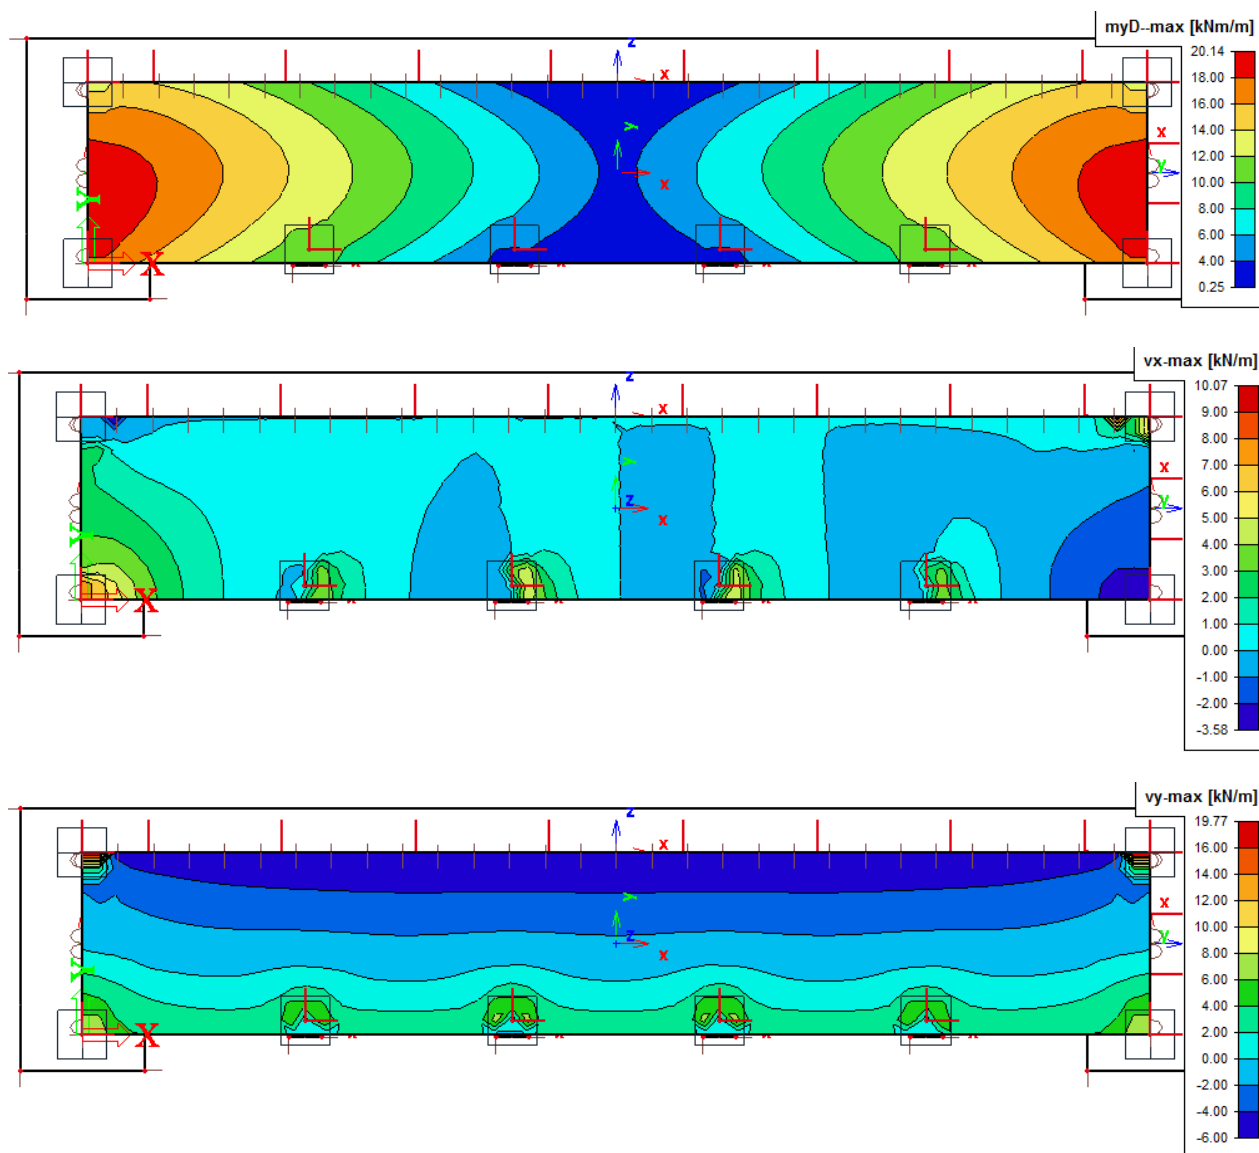 myD--max [kNm/m]
20.14
18.00
16.00
14.00
12.00
10.00
8.00
6.00
4.00
0.25
z
x
y
x
x
y
Y
X
vx-max [kN/m]
10.07
9.00
8.00
7.00
6.00
5.00
4.00
3.00
2.00
1.00
0.00
-1.00
-2.00
-3.58
z
x
y
z
x
x
y
Y
X
vy-max [kN/m]
19.77
16.00
14.00
12.00
10.00
8.00
6.00
4.00
2.00
0.00
-2.00
-4.00
-6.00
z
x
y
z
x
x
y
Y
X